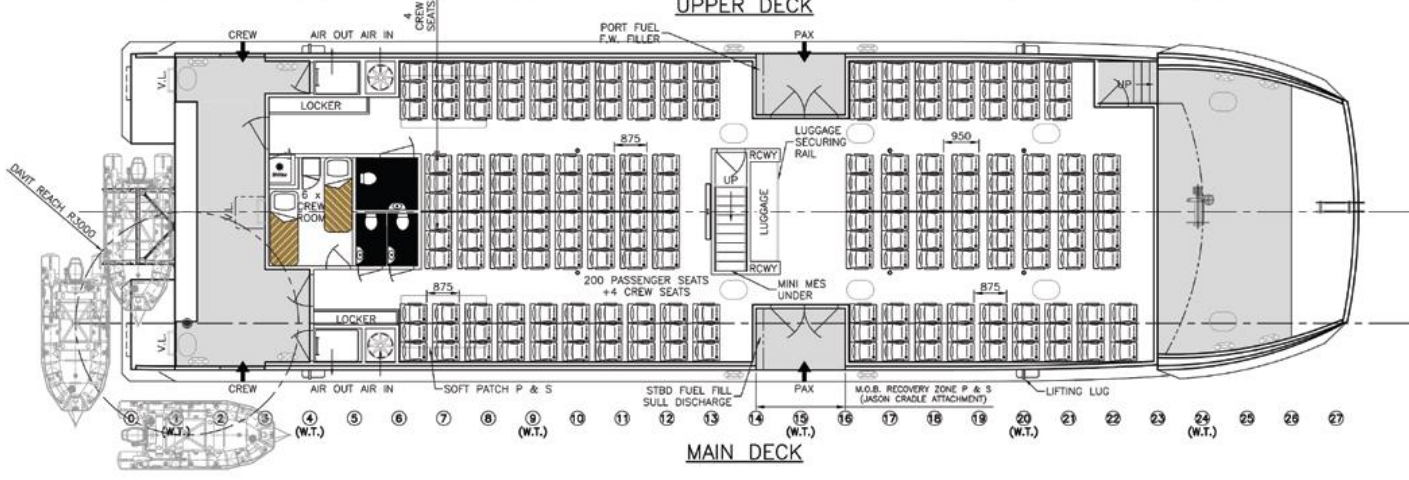 UPPER DECK
4
CREW
SEATS
CREW
AIR OUT AIR IN
PORT FUEL
F.W. FILLER
PAX
V.L.
LOCKER
UP
DAVIT REACH R3000
6 x
CREW
ROOM
875
RCWY
LUGGAGE
SECURING
RAIL
950
UP
LUGGAGE
RCWY
200 PASSENGER SEATS
+4 CREW SEATS
MINI MES
UNDER
875
875
LOCKER
V.L.
CREW
AIR OUT AIR IN
SOFT PATCH P & S
STBD FUEL FILL
SULL DISCHARGE
PAX
M.O.B. RECOVERY ZONE P & S
(JASON CRADLE ATTACHMENT)
LIFTING LUG
0 1 2 3 4 5 6 7 8 9 10 11 12 13 14 15 16 17 18 19 20 21 22 23 24 25 26 27
(W.T.) (W.T.) (W.T.) (W.T.) (W.T.) (W.T.)
MAIN DECK